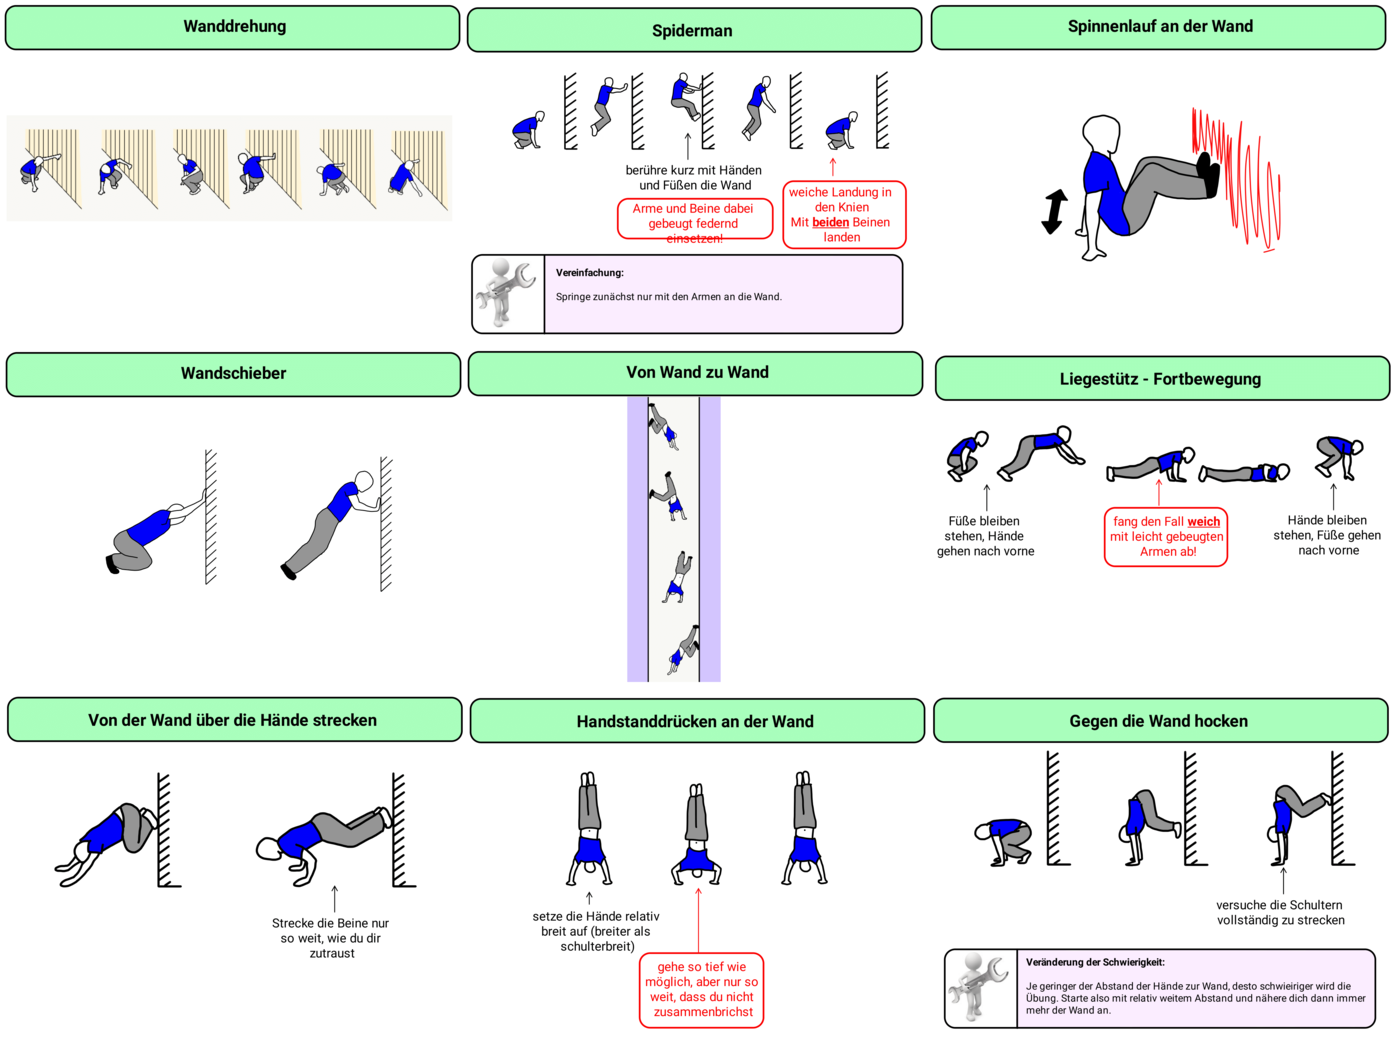 Wanddrehung
Spiderman
berühre kurz mit Händen
und Füßen die Wand
Arme und Beine dabei
gebeugt federnd
einsetzen!
weiche Landung in
den Knien
Mit beiden Beinen
landen
Vereinfachung:
Springe zunächst nur mit den Armen an die Wand.
Spinnenlauf an der Wand
Wandschieber
Von Wand zu Wand
Liegestütz - Fortbewegung
Füße bleiben
stehen, Hände
gehen nach vorne
fang den Fall weich
mit leicht gebeugten
Armen ab!
Hände bleiben
stehen, Füße gehen
nach vorne
Von der Wand über die Hände strecken
Strecke die Beine nur
so weit, wie du dir
zutraust
Handstanddrücken an der Wand
setze die Hände relativ
breit auf (breiter als
schulterbreit)
gehe so tief wie
möglich, aber nur so
weit, dass du nicht
zusammenbrichst
Gegen die Wand hocken
versuche die Schultern
vollständig zu strecken
Veränderung der Schwierigkeit:
Je geringer der Abstand der Hände zur Wand, desto schwieiriger wird die
Übung. Starte also mit relativ weitem Abstand und nähere dich dann immer
mehr der Wand an.